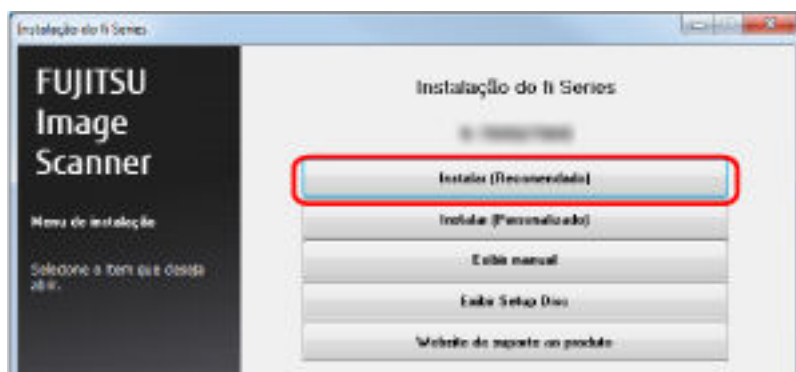 Instalação do fi Series
FUJITSU
Image
Scanner
Menu de instalação
Selecione o item que deseja
abrir.
Instalação do fi Series
Instalar (Recomendado)
Instalar (Personalizado)
Exibir manual
Exibir Setup Disc
Website de suporte ao produto